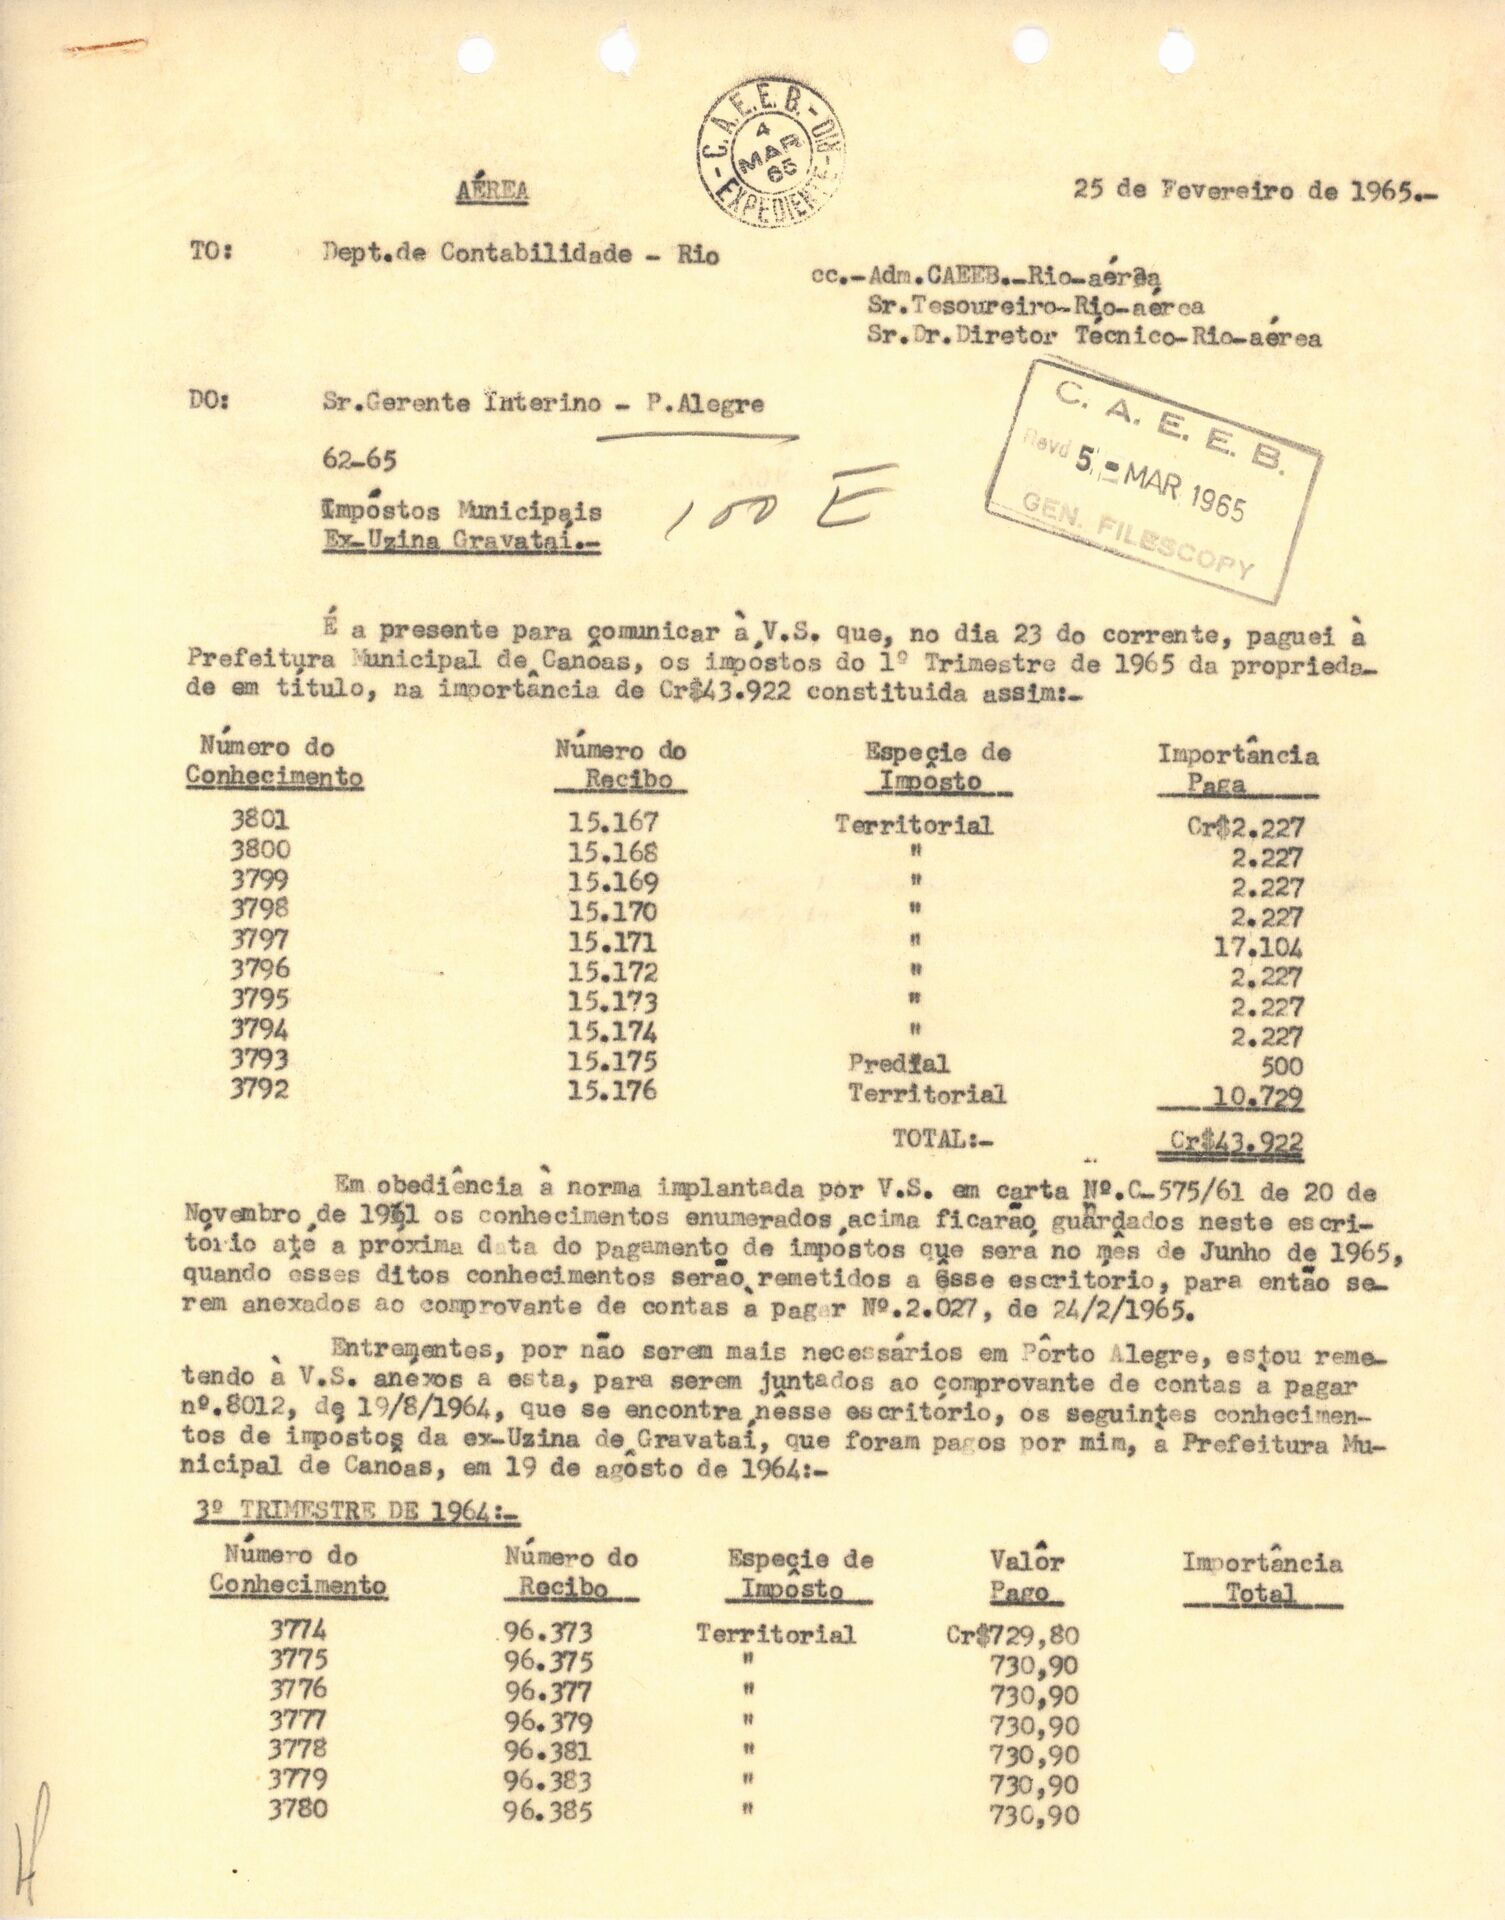 C.A.E.E.B. - RIO - EXPEDIENTE -
4
MAR
65
AÉREA
25 de Fevereiro de 1965.-
TO: Dept.de Contabilidade - Rio
cc.-Adm.CAEEB.-Rio-aérea
Sr.Tesoureiro-Rio-aérea
Sr.Dr.Diretor Técnico-Rio-aérea
DO: Sr.Gerente Interino - P.Alegre
C. A. E. E. B.
Revd 5 - MAR 1965
GEN. FILES COPY
62-65
100 E
Impóstos Municipais
Ex-Uzina Gravataí.-
É a presente para comunicar à V.S. que, no dia 23 do corrente, paguei à
Prefeitura Municipal de Canôas, os impóstos do 1º Trimestre de 1965 da proprieda-
de em título, na importância de Cr$43.922 constituida assim:-
Número do Número do Especie de Importância
Conhecimento Recibo Impôsto Paga
3801 15.167 Territorial Cr$2.227
3800 15.168 " 2.227
3799 15.169 " 2.227
3798 15.170 " 2.227
3797 15.171 " 17.104
3796 15.172 " 2.227
3795 15.173 " 2.227
3794 15.174 " 2.227
3793 15.175 Predial 500
3792 15.176 Territorial 10.729
TOTAL:- Cr$43.922
Em obediência à norma implantada por V.S. em carta Nº.C-575/61 de 20 de
Novembro de 1961 os conhecimentos enumerados acima ficarão guardados neste escri-
tório até a próxima data do pagamento de impóstos que será no mês de Junho de 1965,
quando êsses ditos conhecimentos serão remetidos a êsse escritório, para então se-
rem anexados ao comprovante de contas à pagar Nº.2.027, de 24/2/1965.
Entrementes, por não serem mais necessários em Pôrto Alegre, estou reme-
tendo à V.S. anexos a esta, para serem juntados ao comprovante de contas à pagar
nº.8012, de 19/8/1964, que se encontra nêsse escritório, os seguintes conhecimen-
tos de impostos da ex-Uzina de Gravataí, que foram pagos por mim, à Prefeitura Mu-
nicipal de Canôas, em 19 de agôsto de 1964:-
3º TRIMESTRE DE 1964:-
Número do Número do Especie de Valôr Importância
Conhecimento Recibo Impôsto Pago Total
3774 96.373 Territorial Cr$729,80
3775 96.375 " 730,90
3776 96.377 " 730,90
3777 96.379 " 730,90
3778 96.381 " 730,90
3779 96.383 " 730,90
3780 96.385 " 730,90